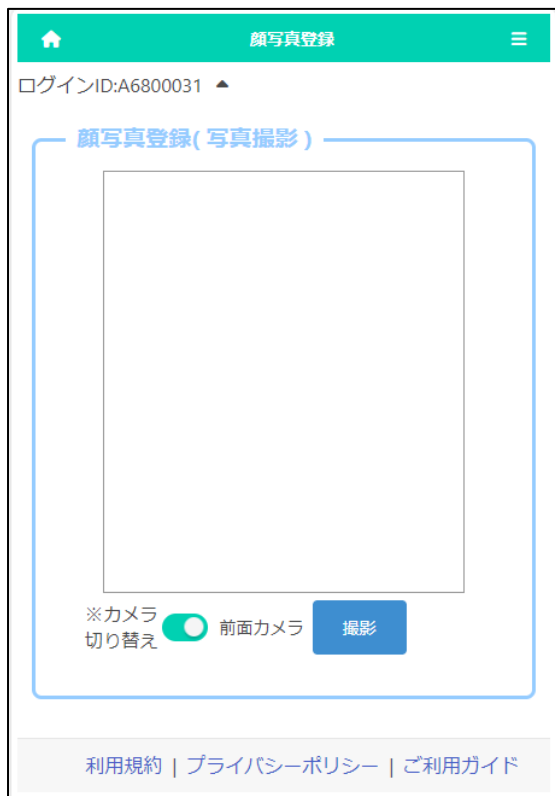 顔写真登録
ログインID:A6800031
顔写真登録( 写真撮影 )
※カメラ
切り替え
前面カメラ
撮影
利用規約 | プライバシーポリシー | ご利用ガイド